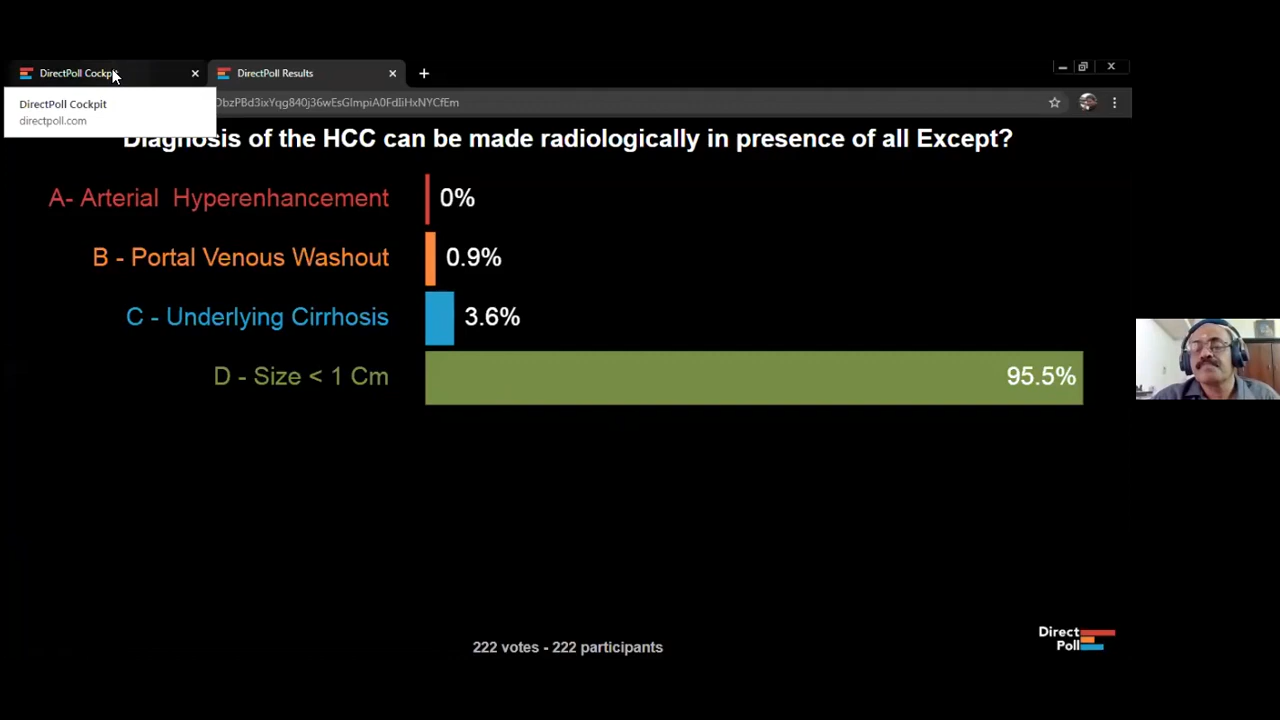 DirectPoll Cockpit
DirectPoll Results
DirectPoll Cockpit
directpoll.com
DbzPBd3ixYqg840j36wEsGlmpiA0FdIiHxNYCfEm
Diagnosis of the HCC can be made radiologically in presence of all Except?
A- Arterial Hyperenhancement 0%
B - Portal Venous Washout 0.9%
C - Underlying Cirrhosis 3.6%
D - Size < 1 Cm 95.5%
222 votes - 222 participants
Direct
Poll